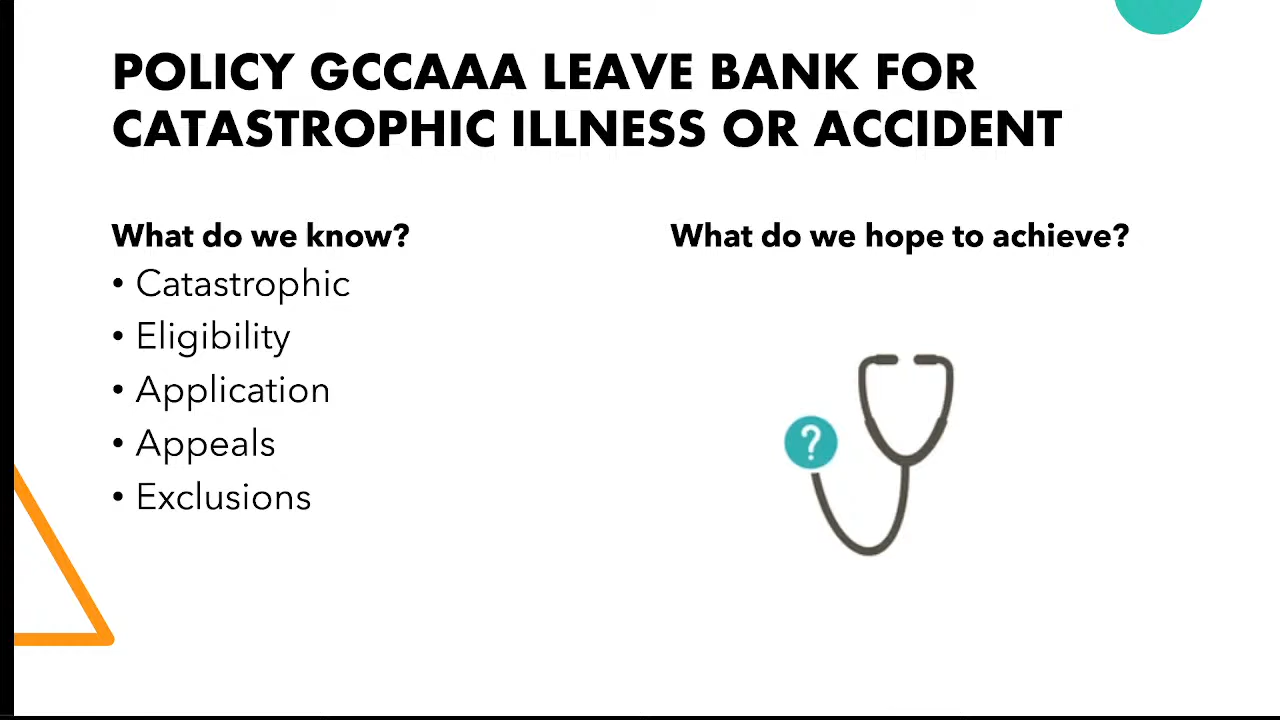 POLICY GCCAAA LEAVE BANK FOR
CATASTROPHIC ILLNESS OR ACCIDENT
What do we know?
• Catastrophic
• Eligibility
• Application
• Appeals
• Exclusions
What do we hope to achieve?
?